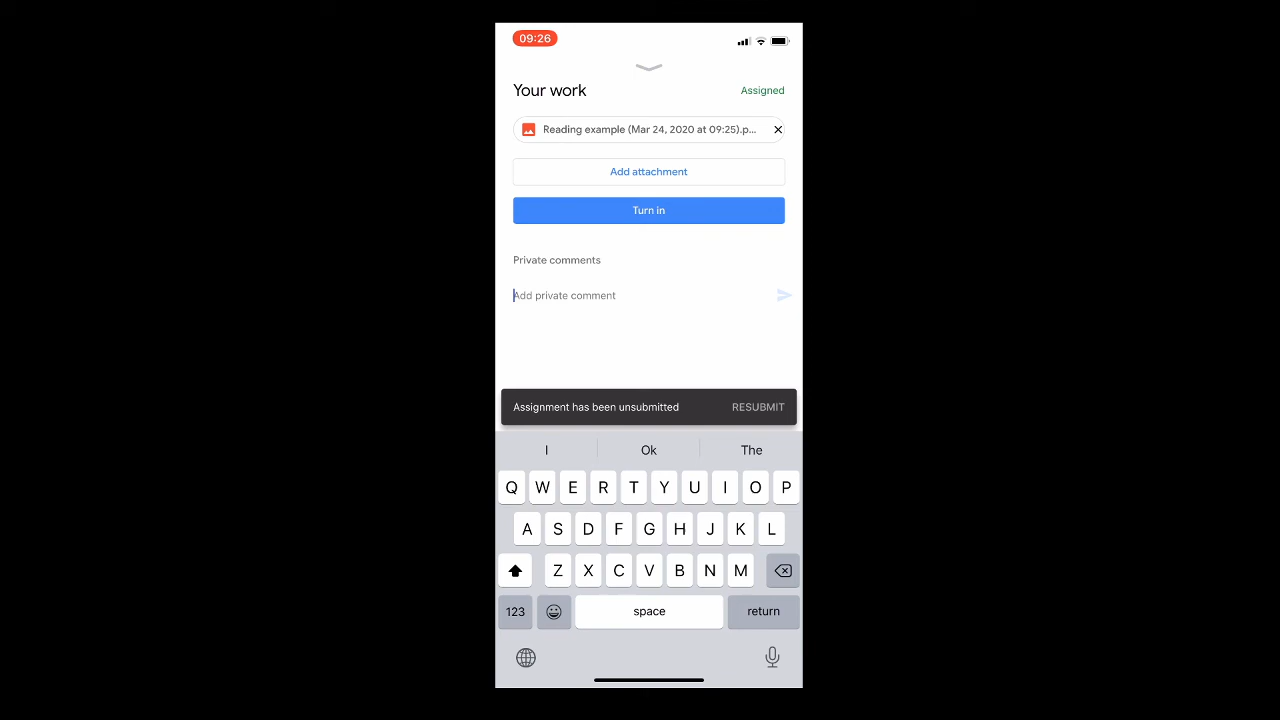 09:26
Your work Assigned
Reading example (Mar 24, 2020 at 09:25).p...
Add attachment
Turn in
Private comments
Add private comment
Assignment has been unsubmitted RESUBMIT
I Ok The
Q W E R T Y U I O P
A S D F G H J K L
Z X C V B N M
123 space return